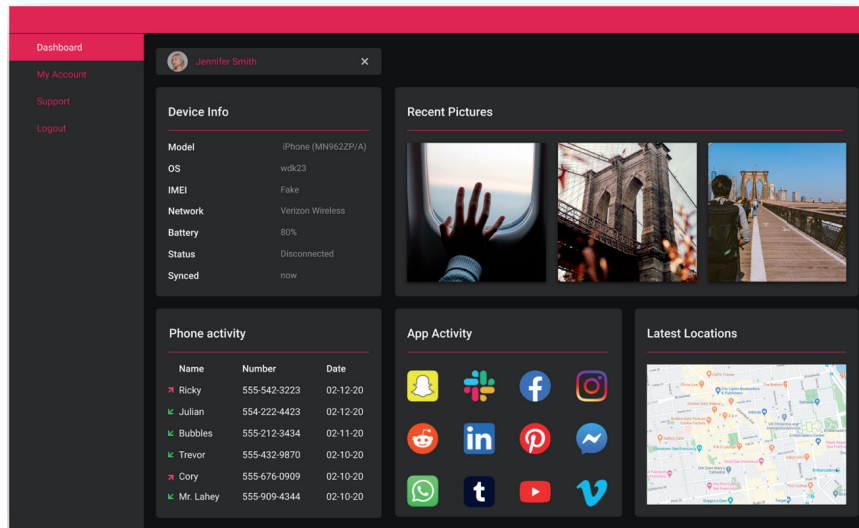 Dashboard
My Account
Support
Logout
Jennifer Smith
Device Info
Model iPhone (MN962ZP/A)
OS wdk23
IMEI Fake
Network Verizon Wireless
Battery 80%
Status Disconnected
Synced now
Recent Pictures
Phone activity
Name Number Date
Ricky 555-542-3223 02-12-20
Julian 554-222-4423 02-12-20
Bubbles 555-212-3434 02-11-20
Trevor 555-432-9870 02-10-20
Cory 555-676-0909 02-10-20
Mr. Lahey 555-909-4344 02-10-20
App Activity
in
t
Latest Locations